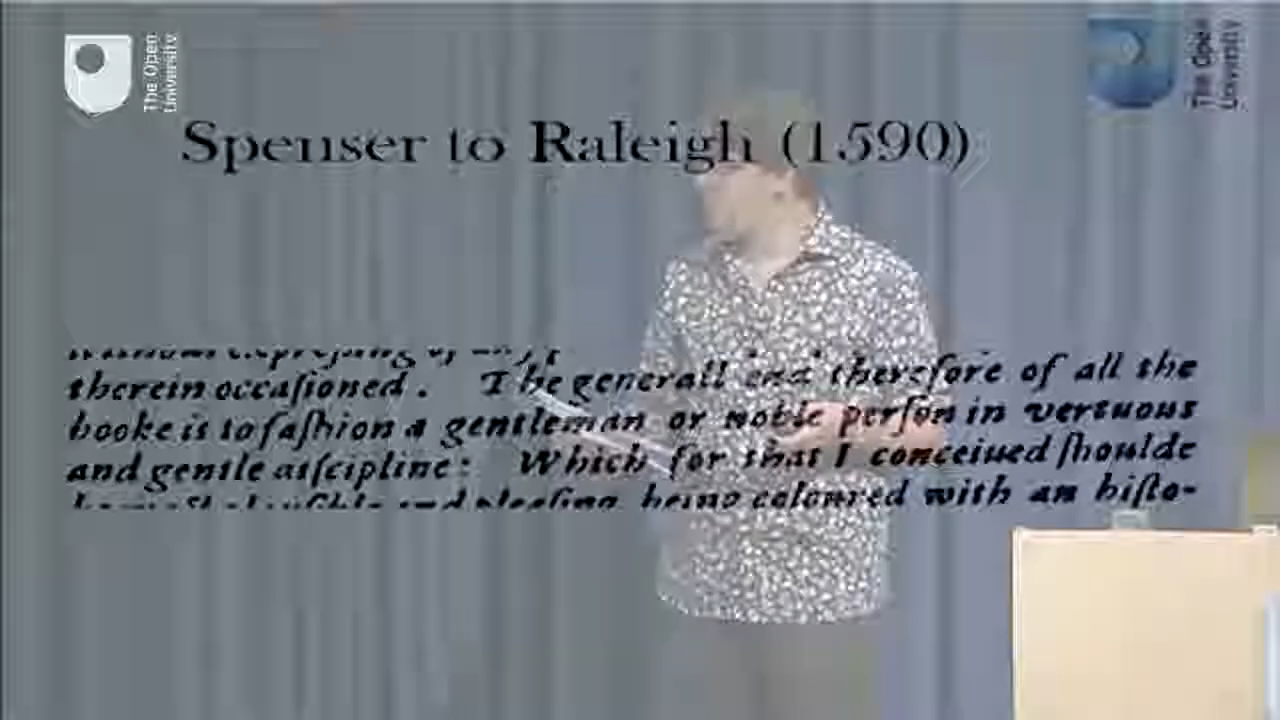 The Open
University
The Open
University
Spenser to Raleigh (1590)
therein occaſioned. The generall end therefore of all the
booke is to faſhion a gentleman or noble perſon in vertuous
and gentle diſcipline: Which for that I conceiued ſhoulde
and pleaſing, being coloured with an hiſto-